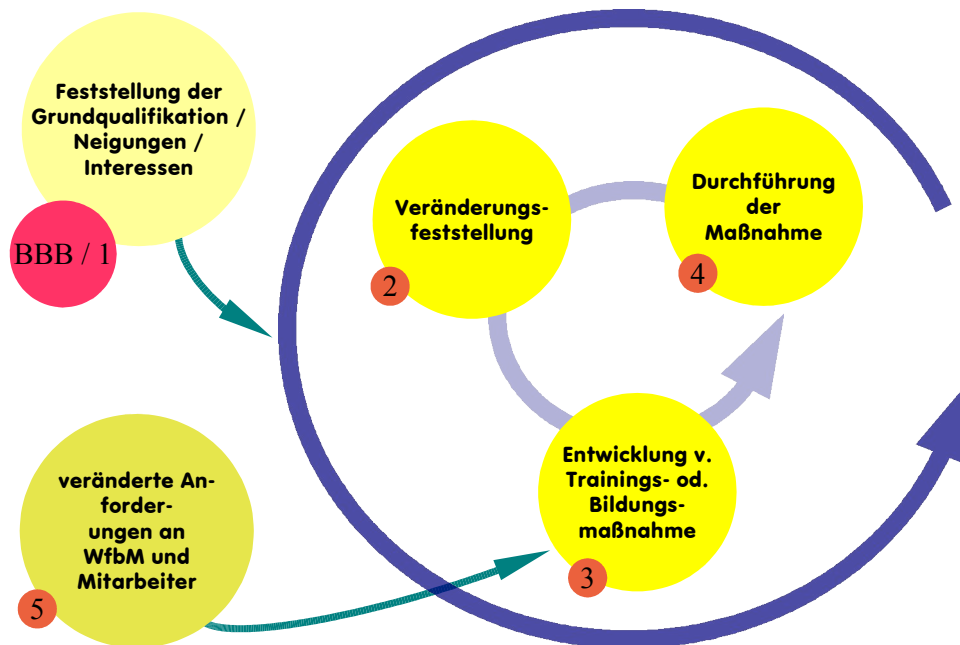 Feststellung der
Grundqualifikation /
Neigungen /
Interessen
BBB / 1
Veränderungs-
feststellung
2
Durchführung
der
Maßnahme
4
Entwicklung v.
Trainings- od.
Bildungs-
maßnahme
3
veränderte An-
forder-
ungen an
WfbM und
Mitarbeiter
5